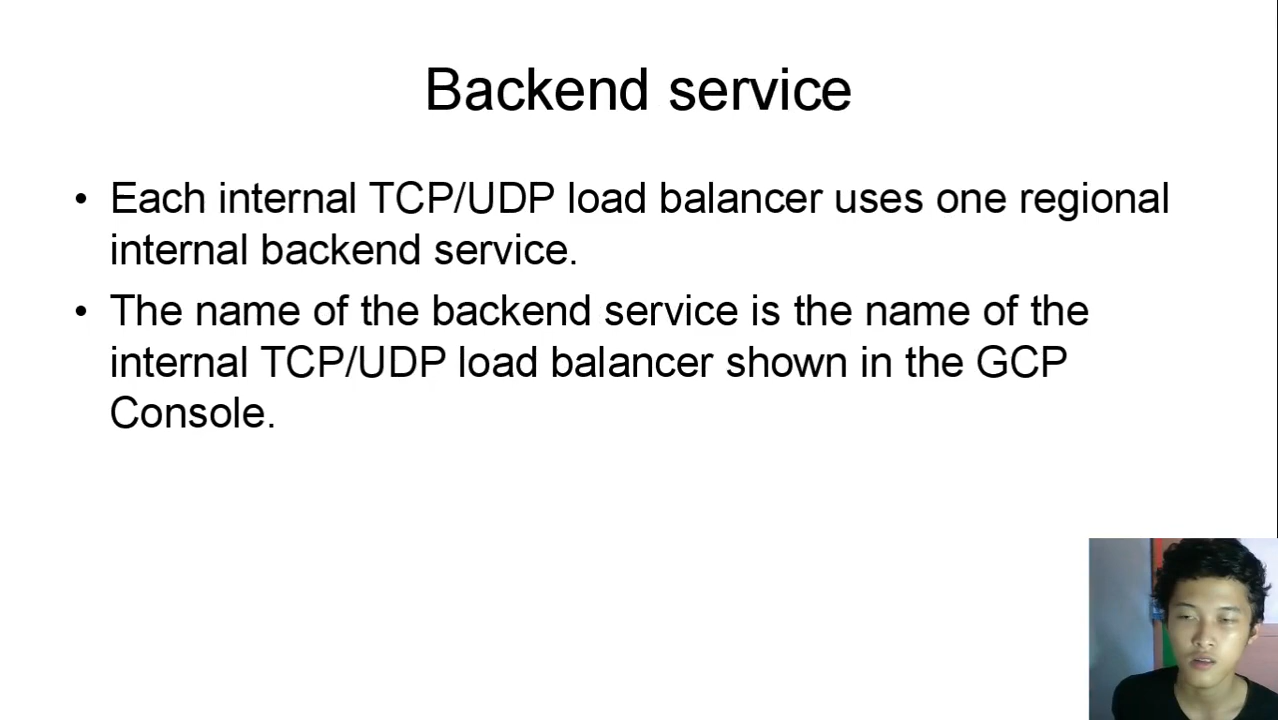 Backend service
• Each internal TCP/UDP load balancer uses one regional
internal backend service.
• The name of the backend service is the name of the
internal TCP/UDP load balancer shown in the GCP
Console.